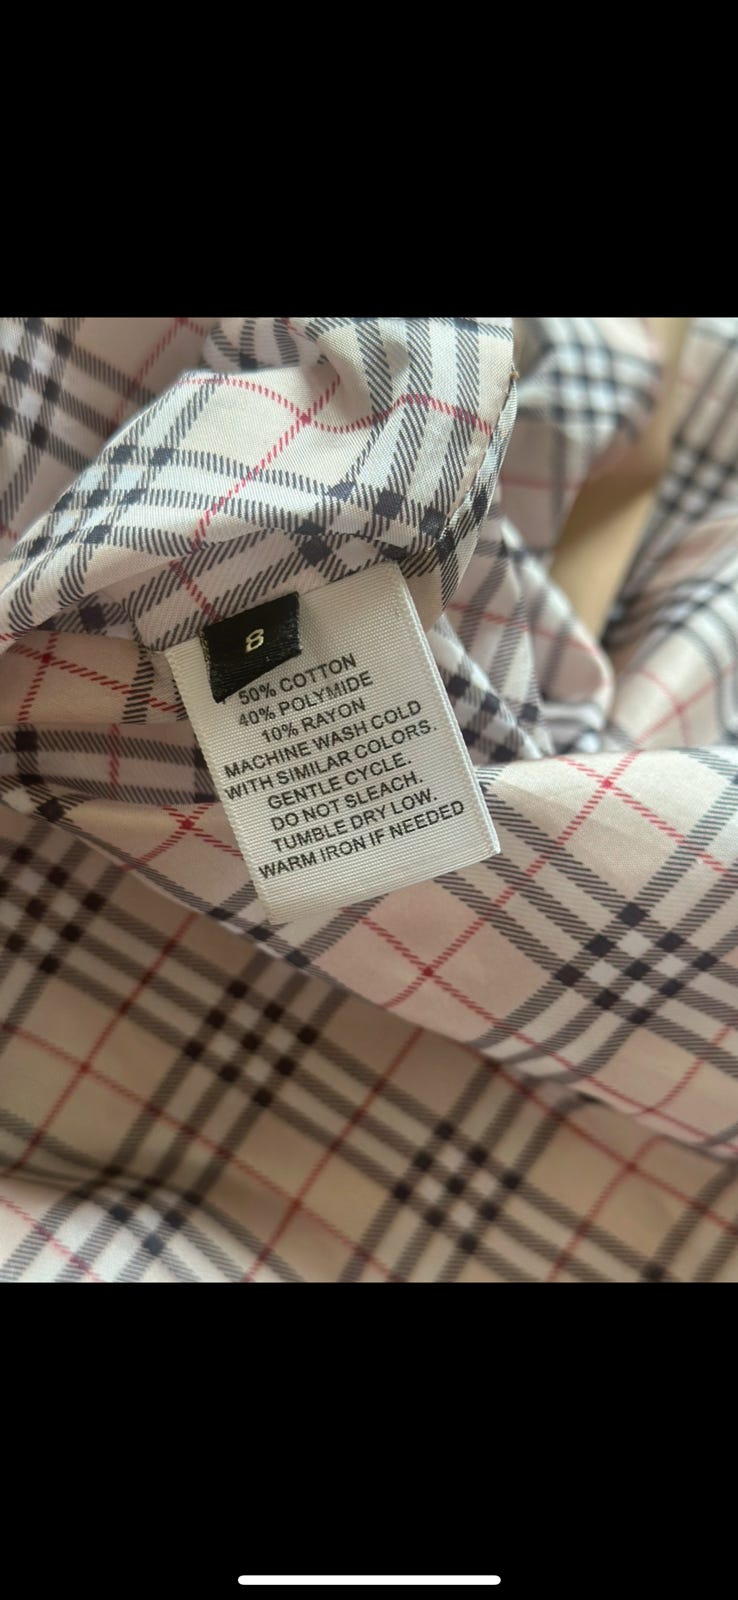 8
50% COTTON
40% POLYMIDE
10% RAYON
MACHINE WASH COLD
WITH SIMILAR COLORS.
GENTLE CYCLE.
DO NOT SLEACH.
TUMBLE DRY LOW.
WARM IRON IF NEEDED